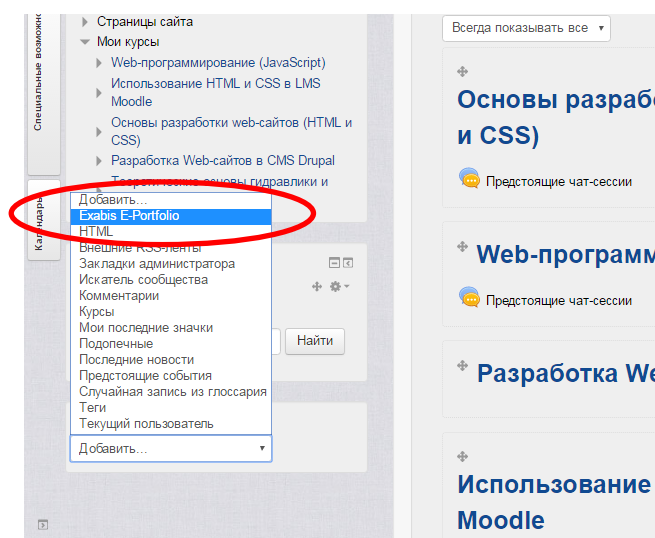 Специальные возможно
Календарь
Страницы сайта
Мои курсы
Web-программирование (JavaScript)
Использование HTML и CSS в LMS
Moodle
Основы разработки web-сайтов (HTML и
CSS)
Разработка Web-сайтов в CMS Drupal
Теоретические основы гидравлики и
Добавить...
Exabis E-Portfolio
HTML
Внешние RSS-ленты
Закладки администратора
Искатель сообщества
Комментарии
Курсы
Мои последние значки
Подопечные
Последние новости
Предстоящие события
Случайная запись из глоссария
Теги
Текущий пользователь
Добавить...
Найти
Всегда показывать все
Основы разраб
и CSS)
Предстоящие чат-сессии
Web-программ
Предстоящие чат-сессии
Разработка We
Использование
Moodle